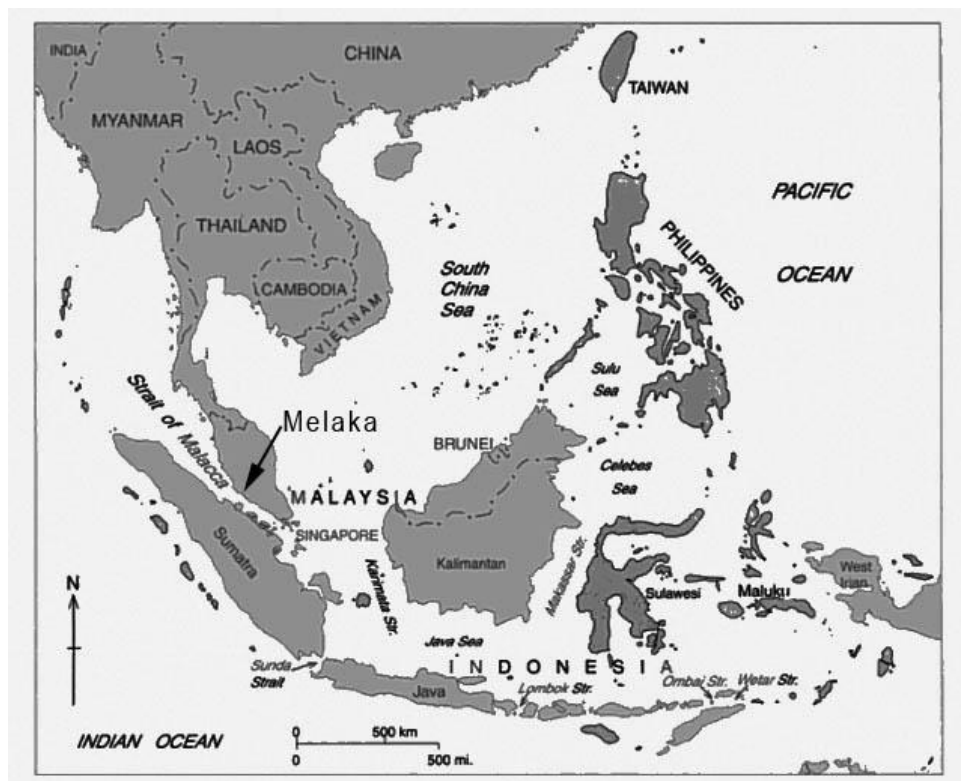 INDIA
CHINA
TAIWAN
MYANMAR
LAOS
PACIFIC
OCEAN
THAILAND
PHILIPPINES
South
China
Sea
CAMBODIA
VIETNAM
Sulu
Sea
Strait of Malacca
Melaka
BRUNEI
Celebes
Sea
MALAYSIA
SINGAPORE
Sumatra
Kalimantan
Karimata Str.
Makassar Str.
Sulawesi
Maluku
West
Irian
N
Java Sea
INDONESIA
Sunda
Strait
Java
Lombok Str.
Ombai Str.
Wetar Str.
INDIAN OCEAN
0 500 km
0 500 mi.